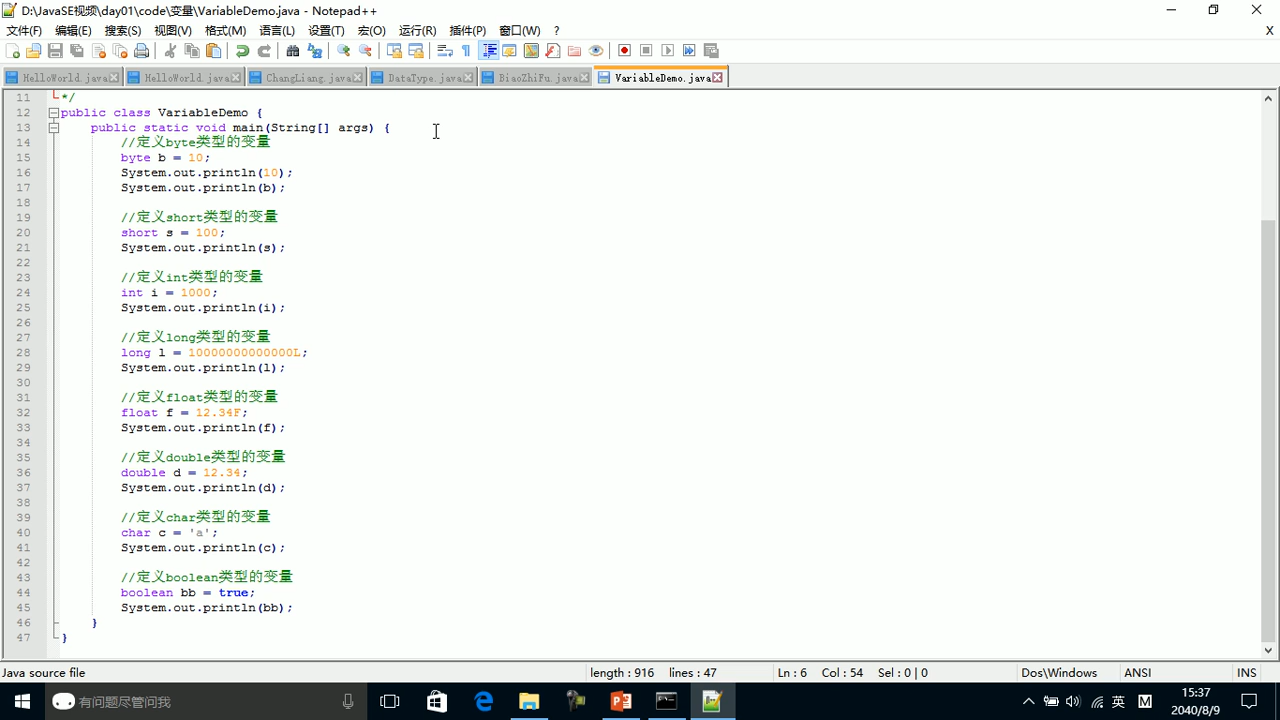 D:\JavaSE视频\day01\code\变量\VariableDemo.java - Notepad++
文件(F) 编辑(E) 搜索(S) 视图(V) 格式(M) 语言(L) 设置(T) 宏(O) 运行(R) 插件(P) 窗口(W) ? X
HelloWorld.java HelloWorld.java ChangLiang.java DataType.java BiaoZhiFu.java VariableDemo.java
11 */
12 public class VariableDemo {
13 public static void main(String[] args) {
14 //定义byte类型的变量
15 byte b = 10;
16 System.out.println(10);
17 System.out.println(b);
18
19 //定义short类型的变量
20 short s = 100;
21 System.out.println(s);
22
23 //定义int类型的变量
24 int i = 1000;
25 System.out.println(i);
26
27 //定义long类型的变量
28 long l = 10000000000000L;
29 System.out.println(l);
30
31 //定义float类型的变量
32 float f = 12.34F;
33 System.out.println(f);
34
35 //定义double类型的变量
36 double d = 12.34;
37 System.out.println(d);
38
39 //定义char类型的变量
40 char c = 'a';
41 System.out.println(c);
42
43 //定义boolean类型的变量
44 boolean bb = true;
45 System.out.println(bb);
46 }
47 }
Java source file length : 916 lines : 47 Ln : 6 Col : 54 Sel : 0 | 0 Dos\Windows ANSI INS
有问题尽管问我 英 M 15:37
2040/8/9